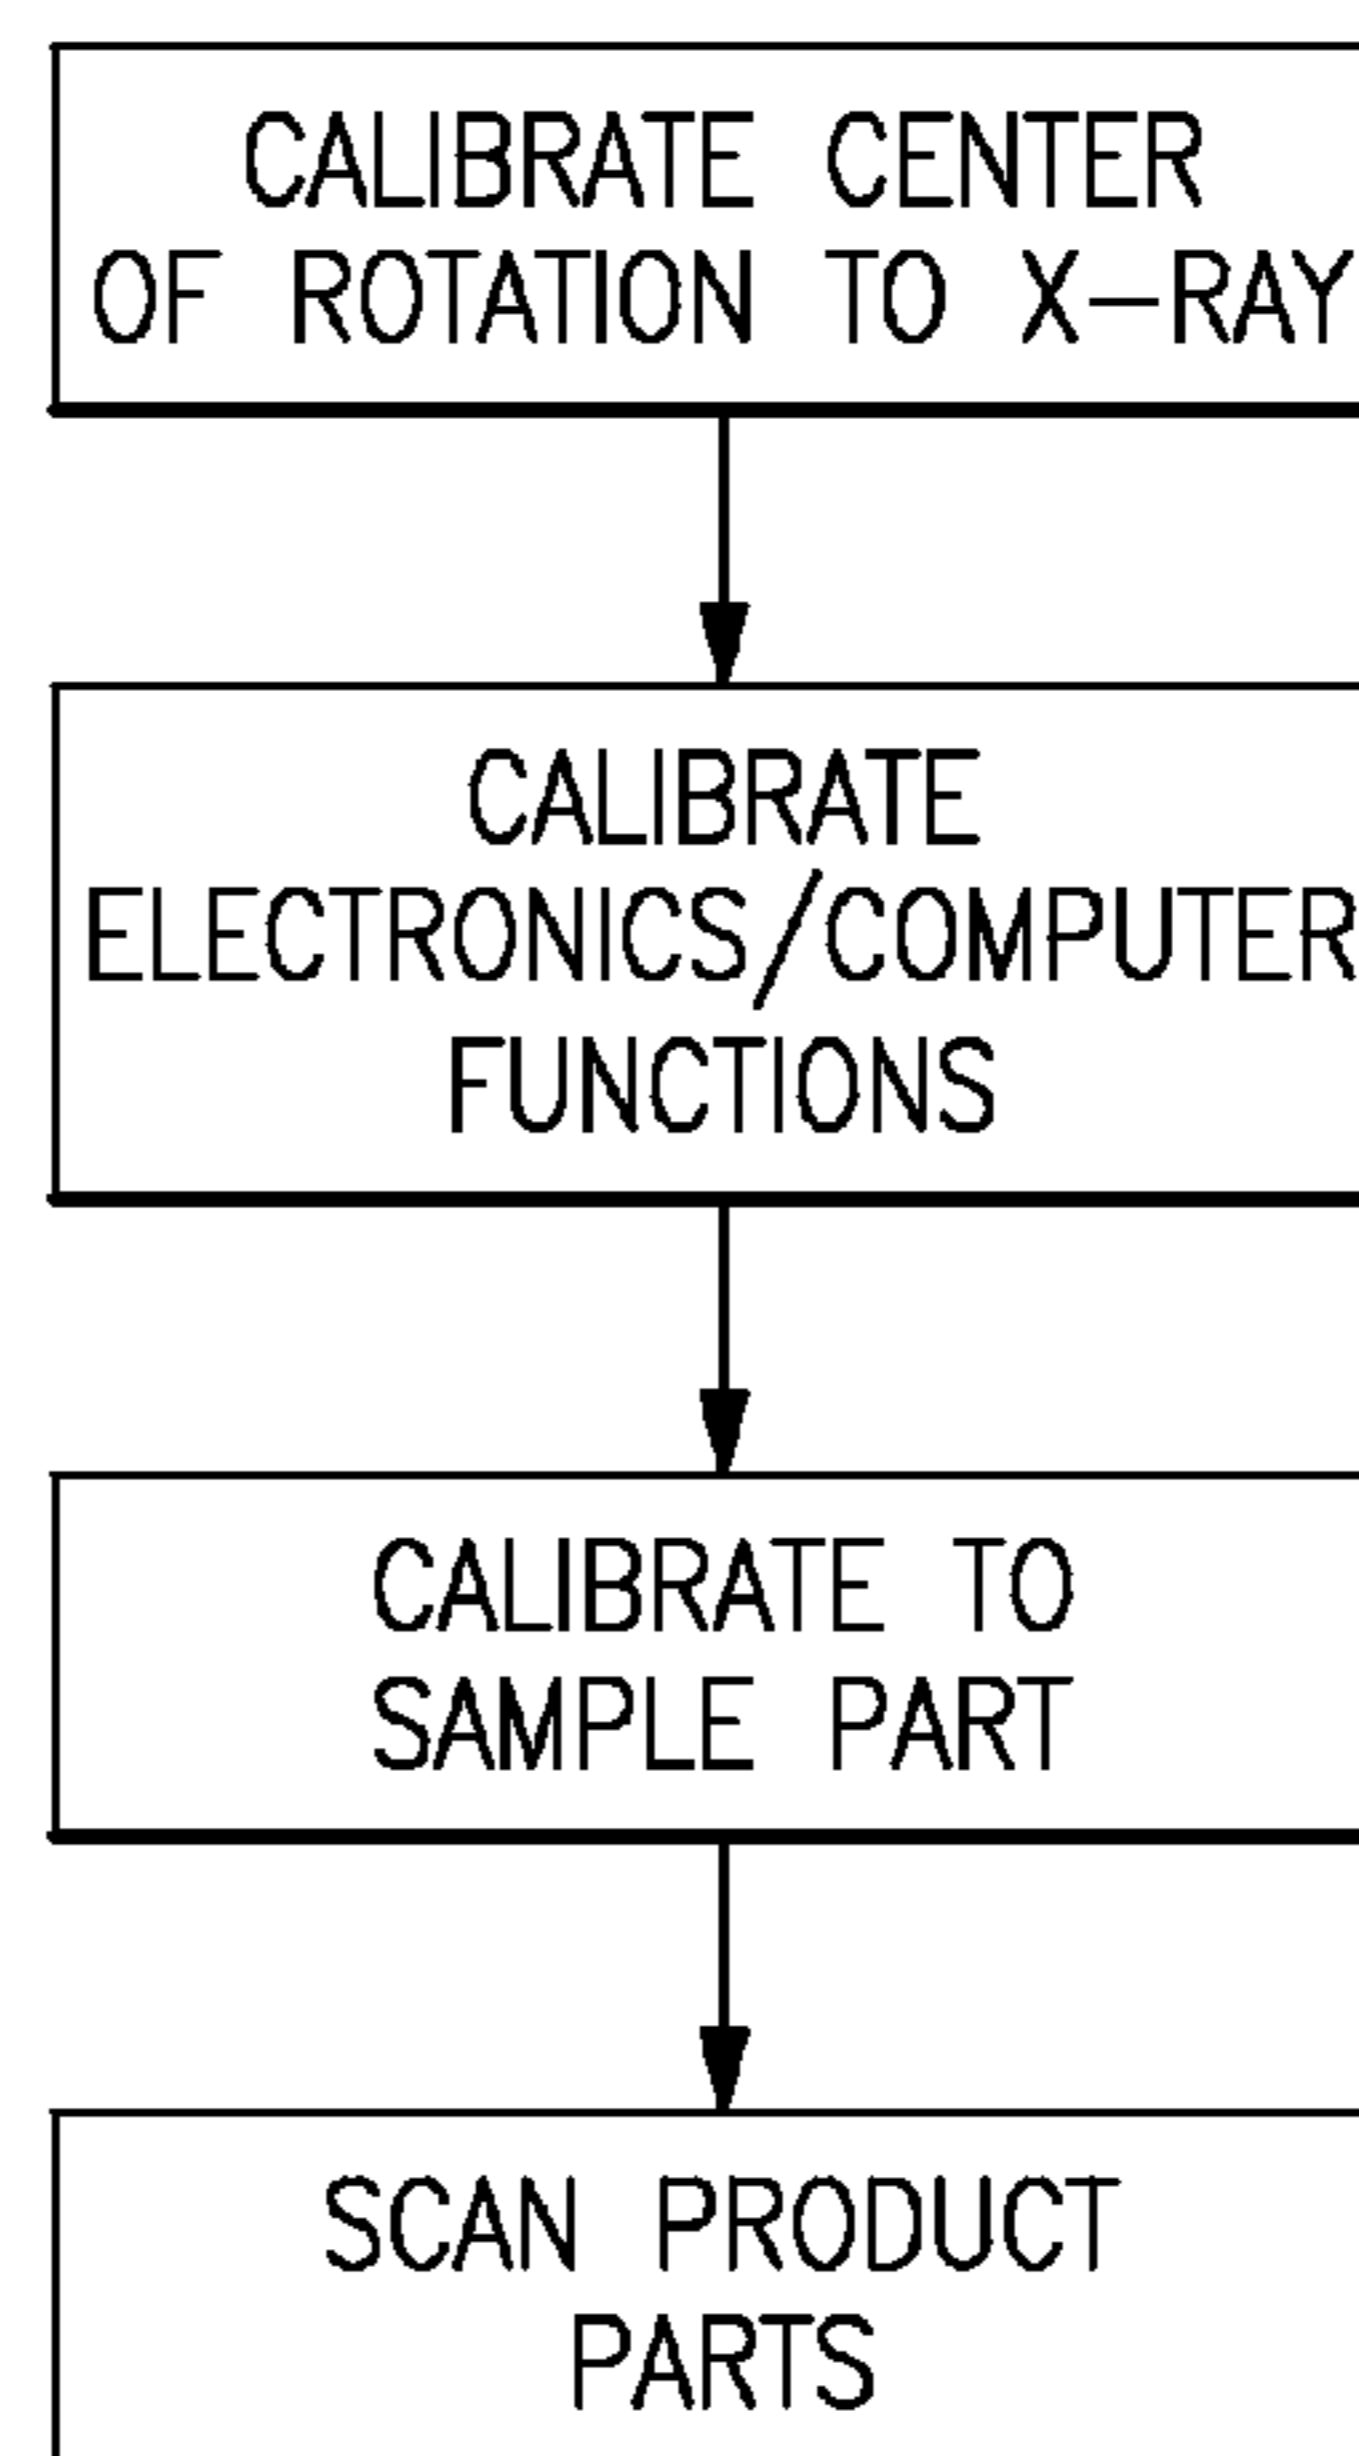 CALIBRATE CENTER
OF ROTATION TO X-RAY
CALIBRATE
ELECTRONICS/COMPUTER
FUNCTIONS
CALIBRATE TO
SAMPLE PART
SCAN PRODUCT
PARTS